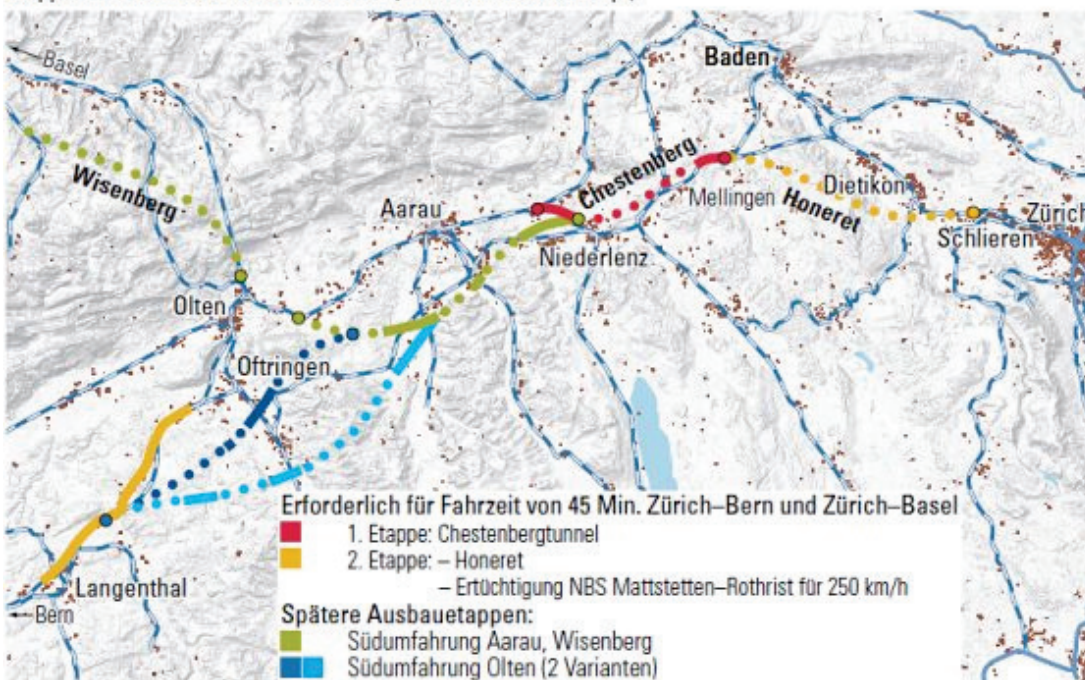 Basel
Baden
Wisenberg
Chestenberg
Dietikon
Aarau
Mellingen
Honeret
Zürich
Niederlenz
Schlieren
Olten
Oftringen
Langenthal
Bern
Erforderlich für Fahrzeit von 45 Min. Zürich–Bern und Zürich–Basel
1. Etappe: Chestenbergtunnel
2. Etappe: – Honeret
– Ertüchtigung NBS Mattstetten–Rothrist für 250 km/h
Spätere Ausbauetappen:
Südumfahrung Aarau, Wisenberg
Südumfahrung Olten (2 Varianten)